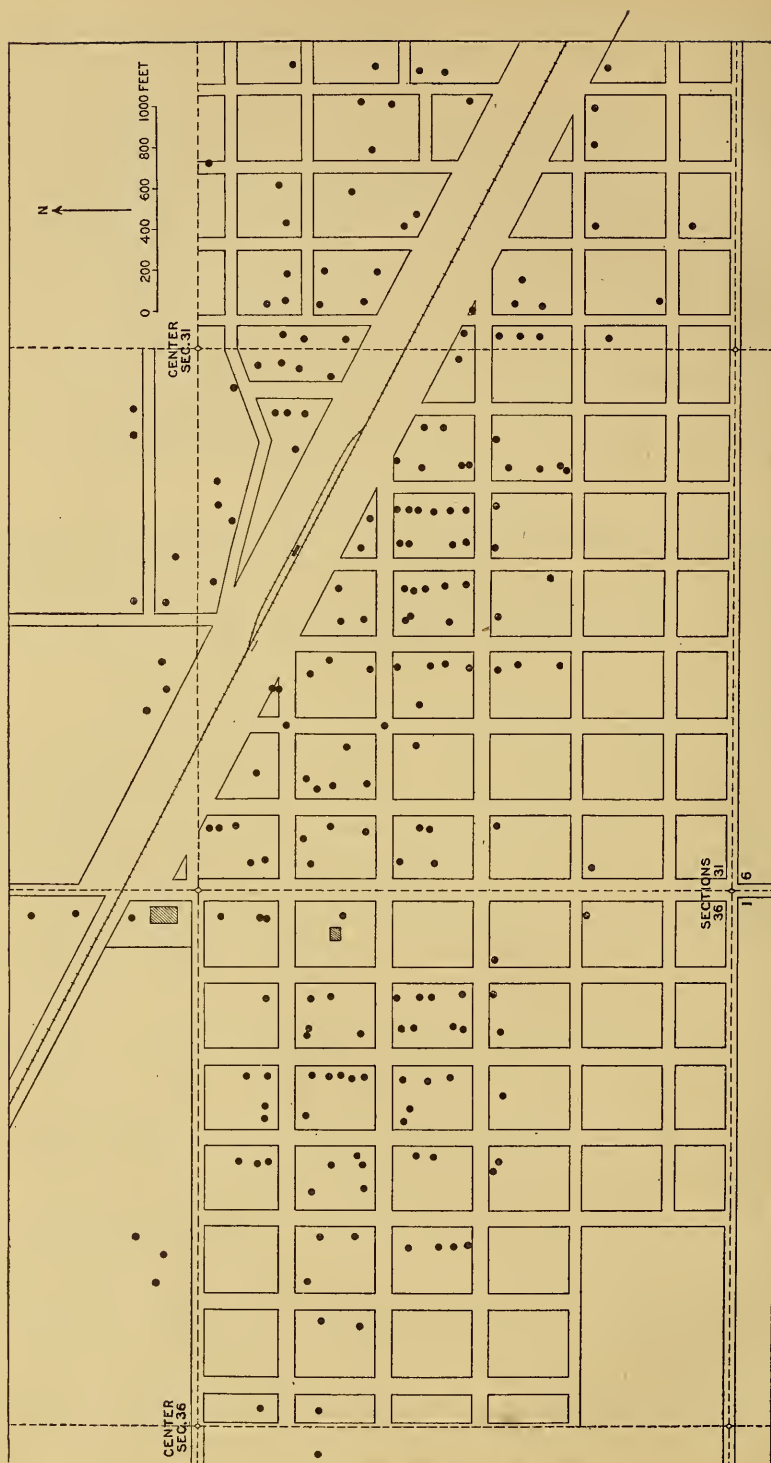 N
0 200 400 600 800 1000 FEET
CENTER
SEC. 31
SECTIONS
36 31
1 6
CENTER
SEC. 36